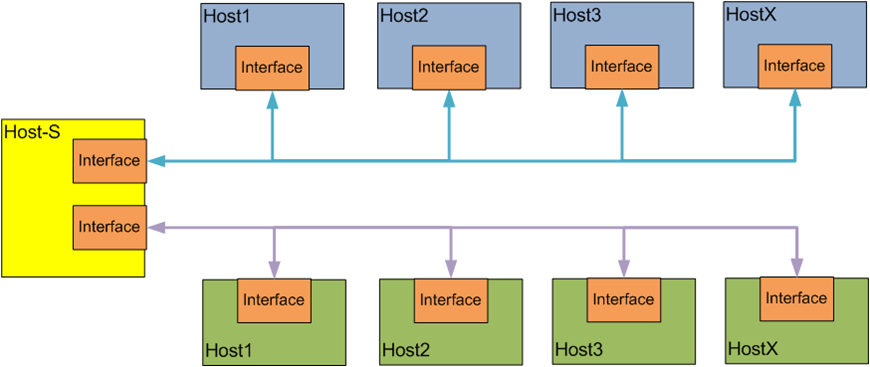 Host1
Interface
Host2
Interface
Host3
Interface
HostX
Interface
Host-S
Interface
Interface
Interface
Host1
Interface
Host2
Interface
Host3
Interface
HostX